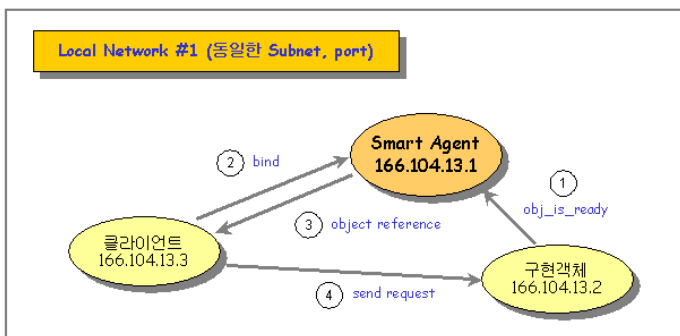 Local Network #1 (동일한 Subnet, port)
Smart Agent
166.104.13.1
② bind
①
obj_is_ready
③ object reference
클라이언트
166.104.13.3
구현객체
166.104.13.2
④ send request